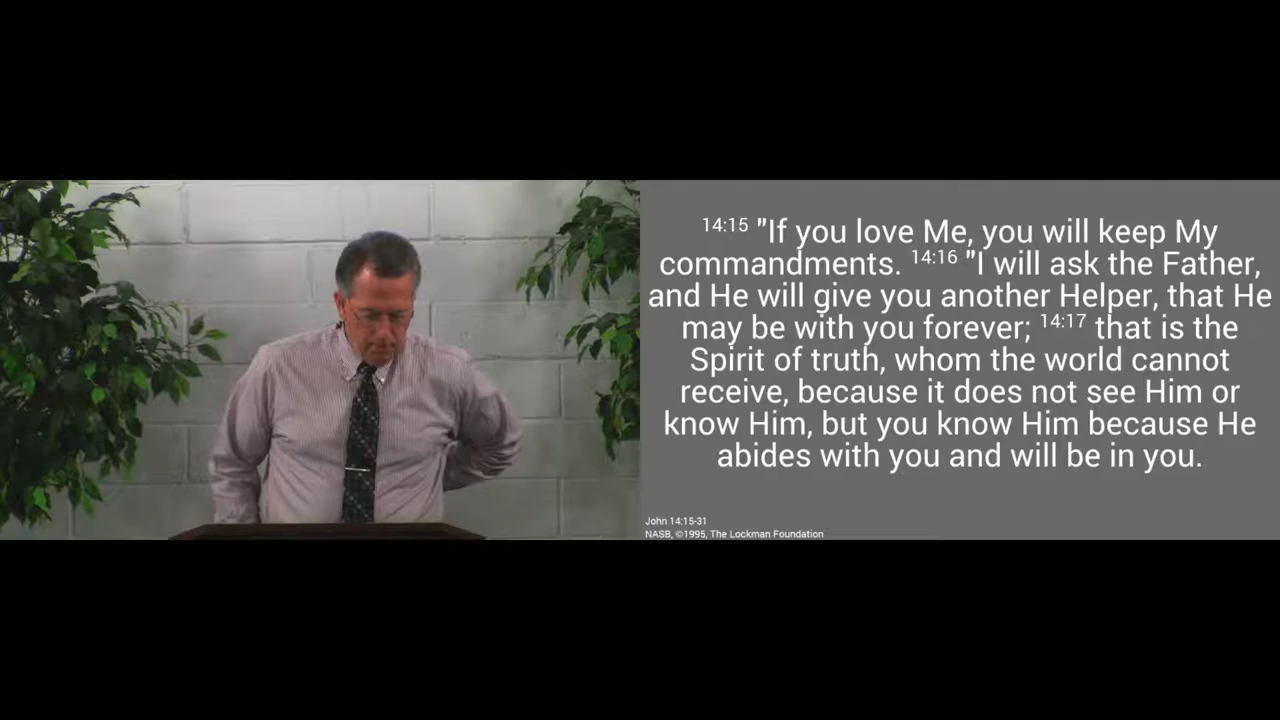 14:15 "If you love Me, you will keep My
commandments. 14:16 "I will ask the Father,
and He will give you another Helper, that He
may be with you forever; 14:17 that is the
Spirit of truth, whom the world cannot
receive, because it does not see Him or
know Him, but you know Him because He
abides with you and will be in you.
John 14:15-31
NASB, ©1995, The Lockman Foundation